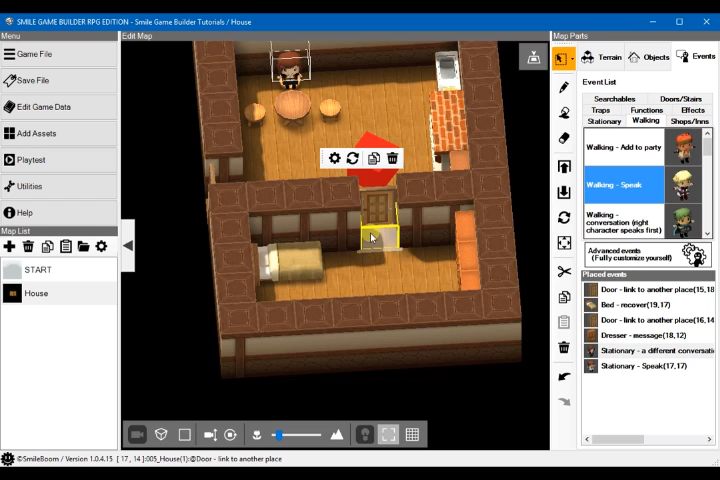 SMILE GAME BUILDER RPG EDITION - Smile Game Builder Tutorials / House
Menu
Edit Map
Map Parts
Game File
Save File
Edit Game Data
Add Assets
Playtest
Utilities
Help
Map List
START
House
Terrain
Objects
Events
Event List
Searchables
Doors/Stairs
Traps
Functions
Effects
Stationary
Walking
Shops/Inns
Walking - Add to party
Walking - Speak
Walking -
conversation (right
character speaks first)
Advanced events
(Fully customize yourself)
Placed events
Door - link to another place(15,18
Bed - recover(19,17)
Door - link to another place(16,14
Dresser - message(18,12)
Stationary - a different conversati
Stationary - Speak(17,17)
©SmileBoom / Version 1.0.4.15 [ 17 , 14 ]:005_House(1):@Door - link to another place